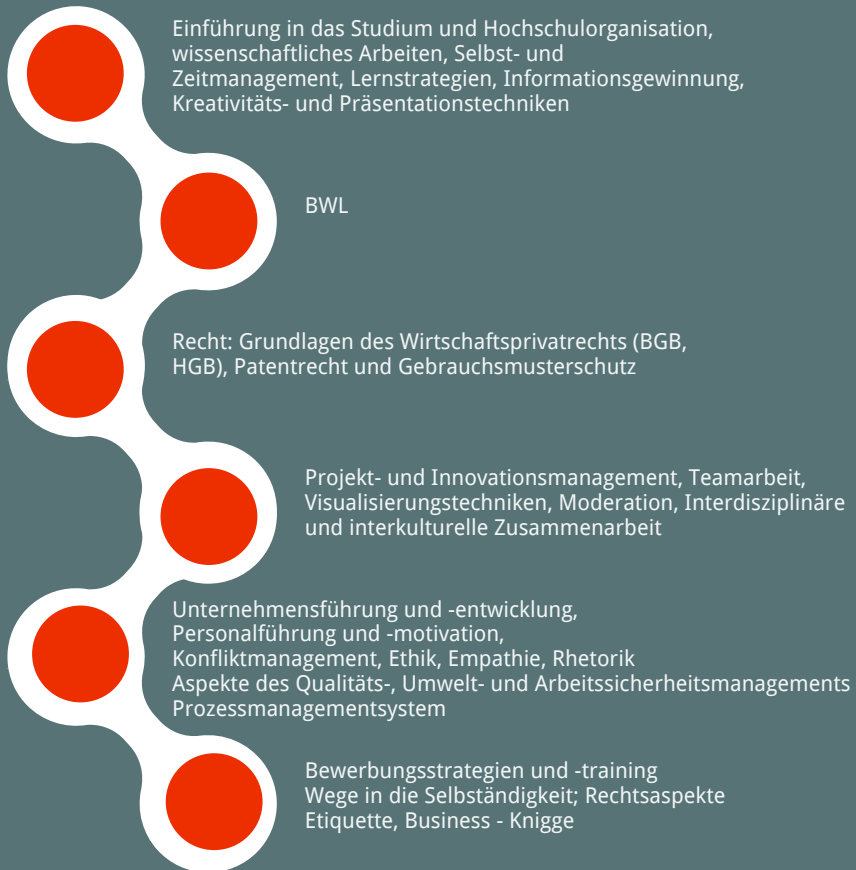 Einführung in das Studium und Hochschulorganisation,
wissenschaftliches Arbeiten, Selbst- und
Zeitmanagement, Lernstrategien, Informationsgewinnung,
Kreativitäts- und Präsentationstechniken
BWL
Recht: Grundlagen des Wirtschaftsprivatrechts (BGB,
HGB), Patentrecht und Gebrauchsmusterschutz
Projekt- und Innovationsmanagement, Teamarbeit,
Visualisierungstechniken, Moderation, Interdisziplinäre
und interkulturelle Zusammenarbeit
Unternehmensführung und -entwicklung,
Personalführung und -motivation,
Konfliktmanagement, Ethik, Empathie, Rhetorik
Aspekte des Qualitäts-, Umwelt- und Arbeitssicherheitsmanagements
Prozessmanagementsystem
Bewerbungsstrategien und -training
Wege in die Selbständigkeit; Rechtsaspekte
Etiquette, Business - Knigge